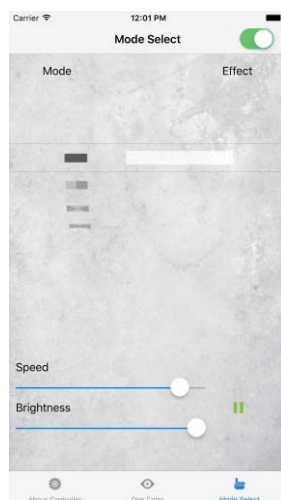 Carrier 12:01 PM
Mode Select
Mode Effect
Speed
Brightness
About Controller One Color Mode Select